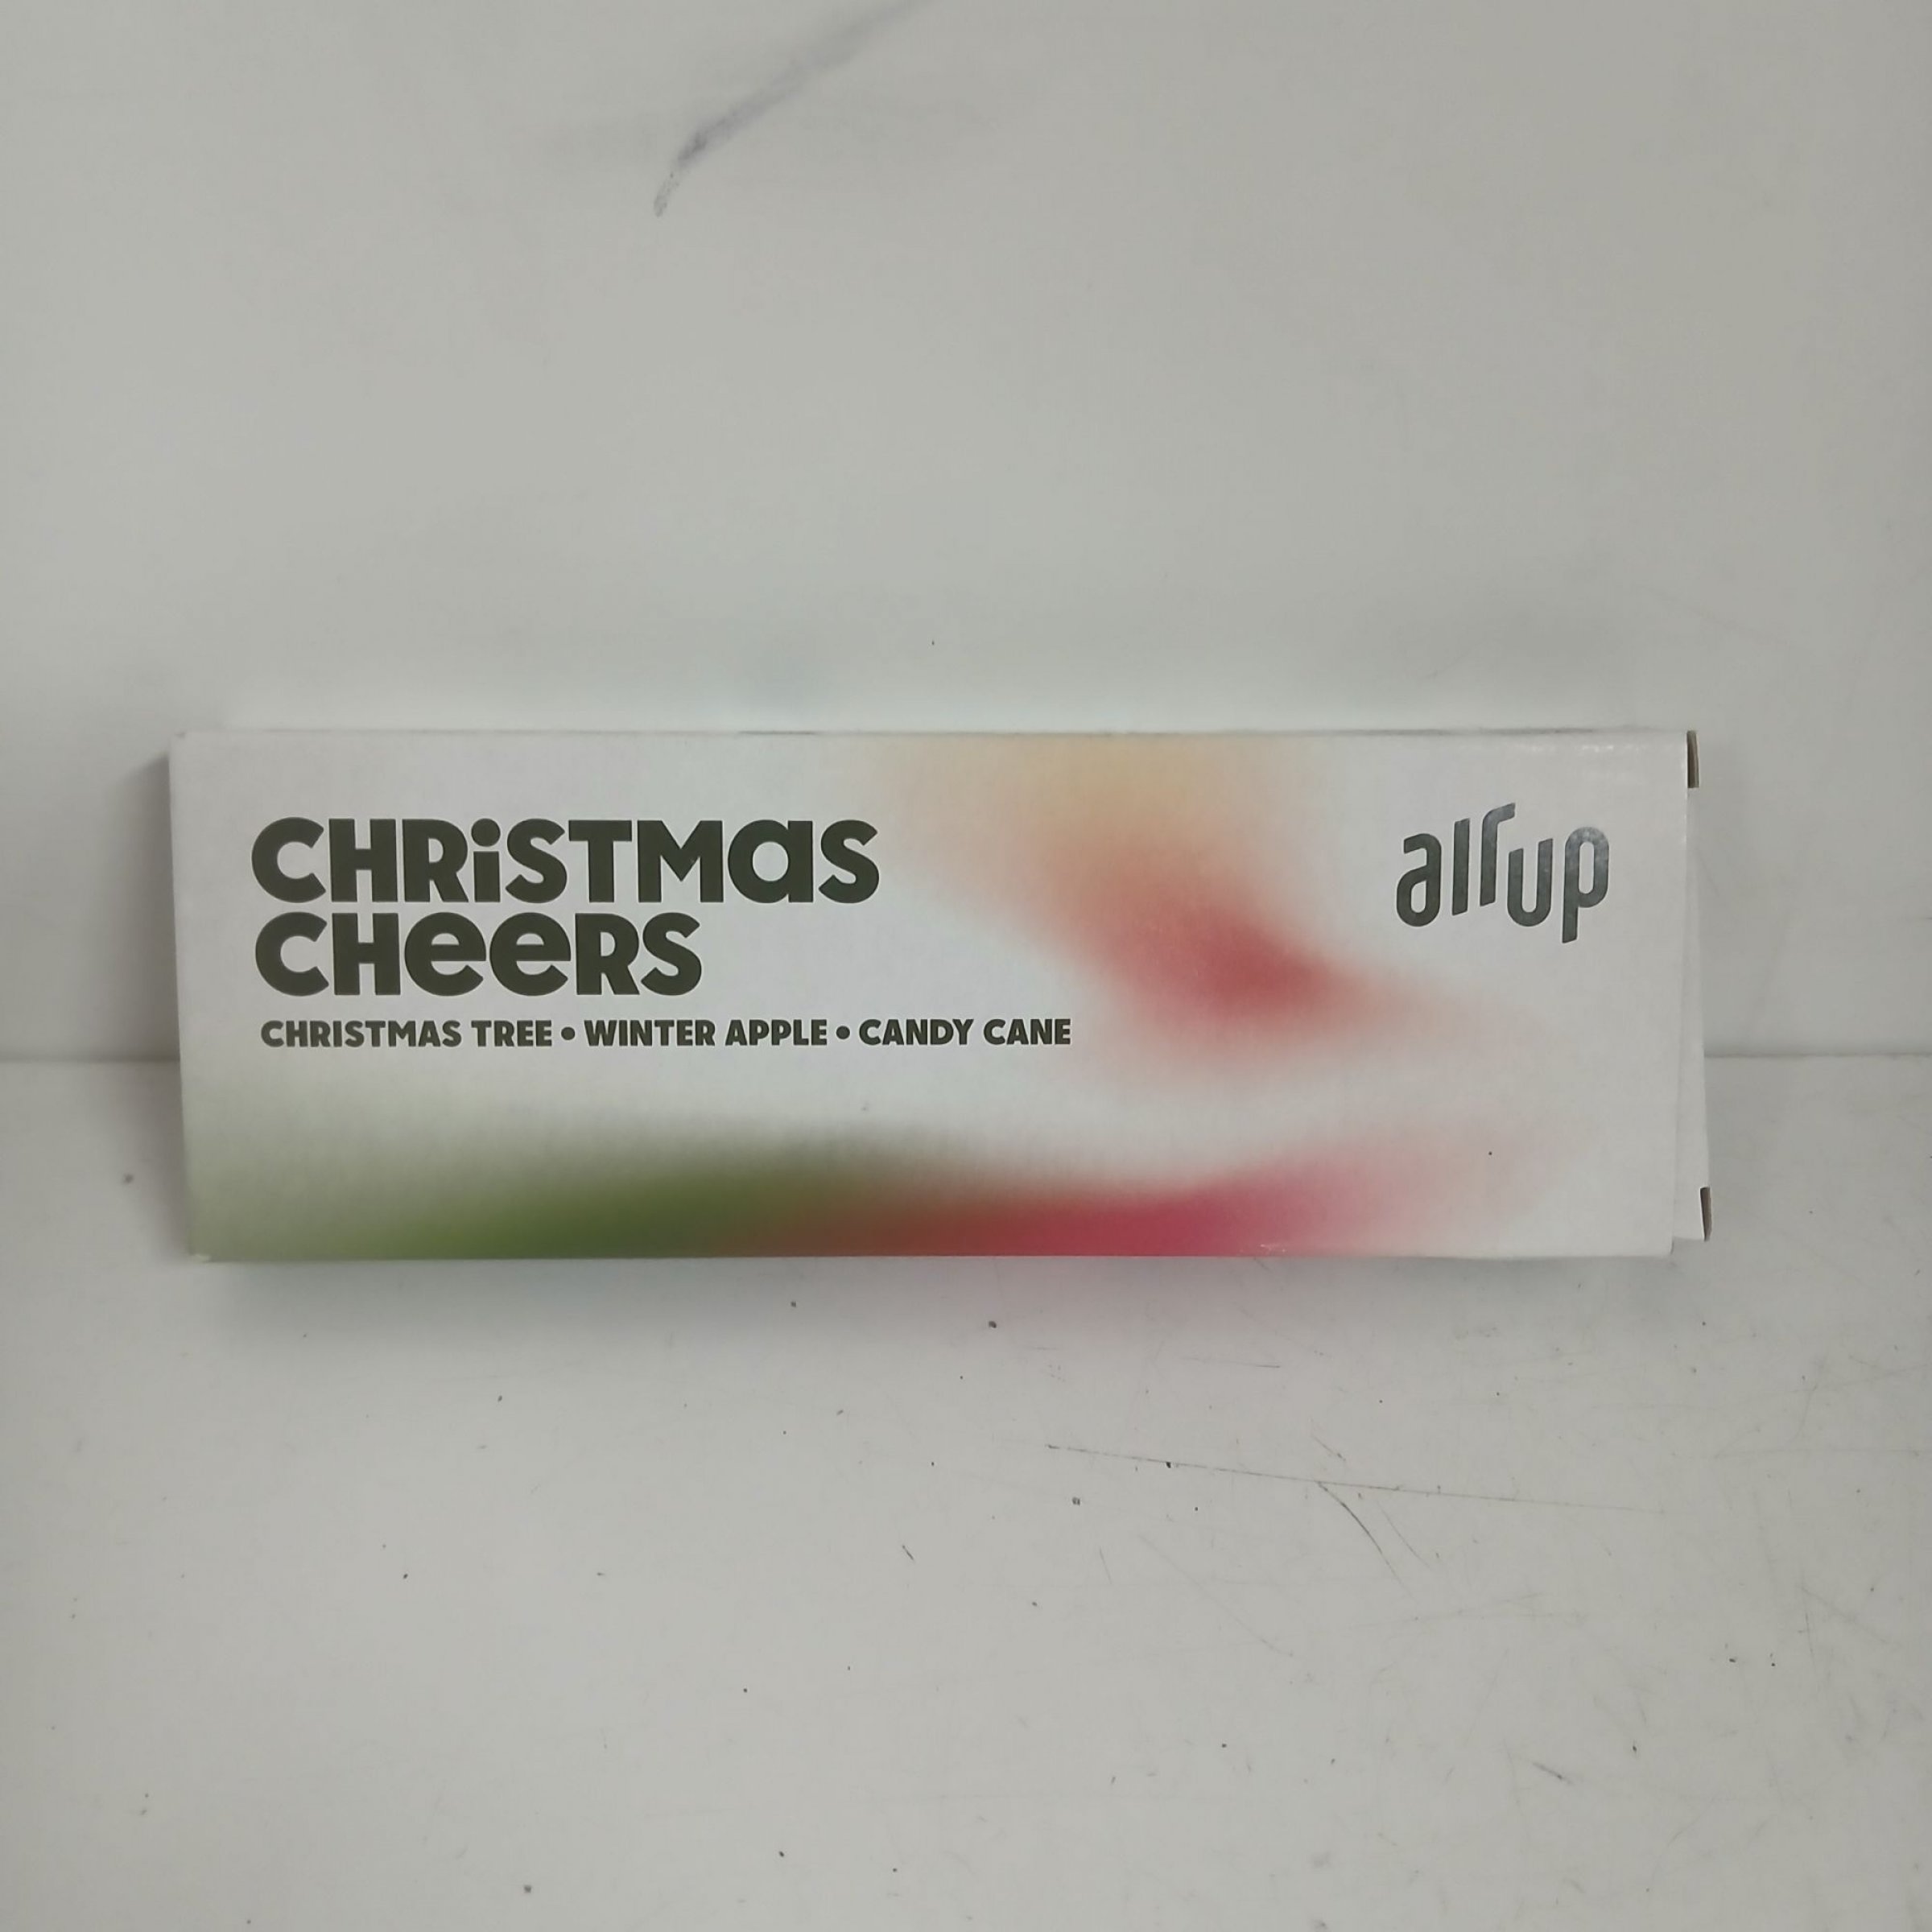 CHRiSTMaS
CHeeRS
CHRISTMAS TREE • WINTER APPLE • CANDY CANE
air up